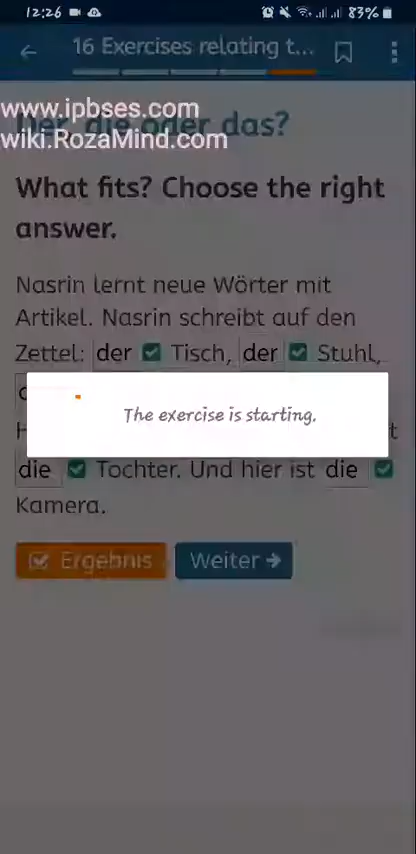 12:26
83%
16 Exercises relating t...
www.ipbses.com
Der, die oder das?
wiki.RozaMind.com
What fits? Choose the right
answer.
Nasrin lernt neue Wörter mit
Artikel. Nasrin schreibt auf den
Zettel: der Tisch, der Stuhl,
The exercise is starting.
die Tochter. Und hier ist die
Kamera.
Ergebnis Weiter